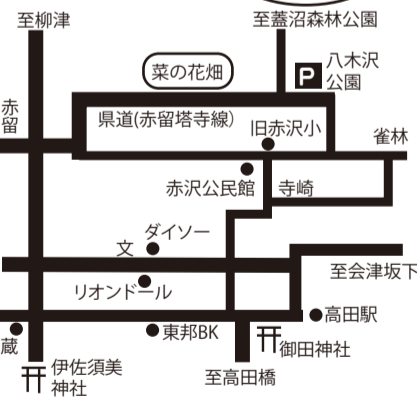 至柳津
至蓋沼森林公園
菜の花畑
P
八木沢
公園
赤
留
県道(赤留塔寺線)
旧赤沢小
雀林
赤沢公民館
寺崎
ダイソー
文
至会津坂下
リオンドール
高田駅
蔵
東邦BK
御田神社
伊佐須美
神社
至高田橋